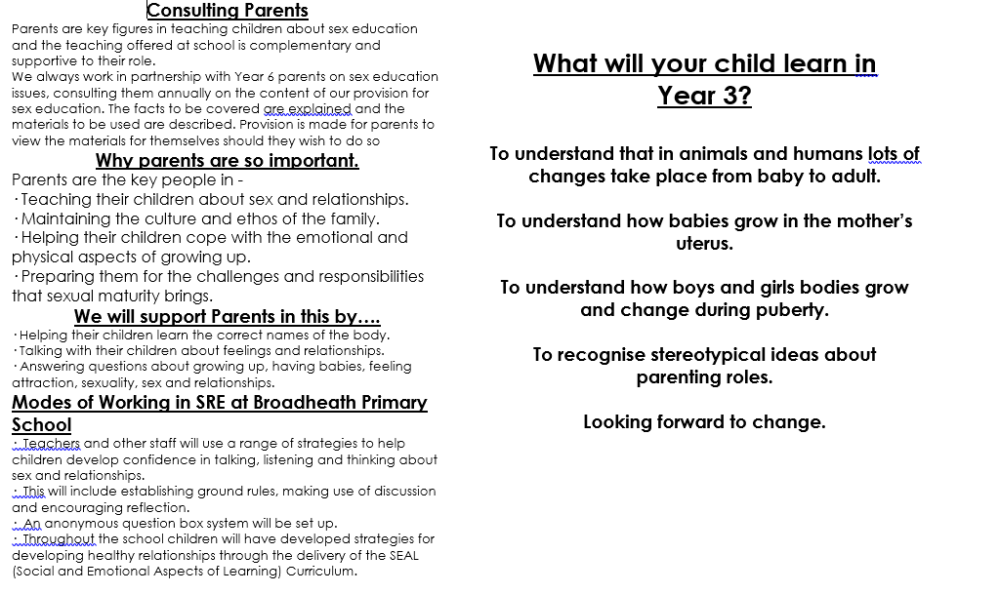 Consulting Parents
Parents are key figures in teaching children about sex education
and the teaching offered at school is complementary and
supportive to their role.
We always work in partnership with Year 6 parents on sex education
issues, consulting them annually on the content of our provision for
sex education. The facts to be covered are explained and the
materials to be used are described. Provision is made for parents to
view the materials for themselves should they wish to do so
Why parents are so important.
Parents are the key people in -
· Teaching their children about sex and relationships.
· Maintaining the culture and ethos of the family.
· Helping their children cope with the emotional and
physical aspects of growing up.
· Preparing them for the challenges and responsibilities
that sexual maturity brings.
We will support Parents in this by….
· Helping their children learn the correct names of the body.
· Talking with their children about feelings and relationships.
· Answering questions about growing up, having babies, feeling
attraction, sexuality, sex and relationships.
Modes of Working in SRE at Broadheath Primary
School
· Teachers and other staff will use a range of strategies to help
children develop confidence in talking, listening and thinking about
sex and relationships.
· This will include establishing ground rules, making use of discussion
and encouraging reflection.
· An anonymous question box system will be set up.
· Throughout the school children will have developed strategies for
developing healthy relationships through the delivery of the SEAL
(Social and Emotional Aspects of Learning) Curriculum.
What will your child learn in
Year 3?
To understand that in animals and humans lots of
changes take place from baby to adult.
To understand how babies grow in the mother's
uterus.
To understand how boys and girls bodies grow
and change during puberty.
To recognise stereotypical ideas about
parenting roles.
Looking forward to change.